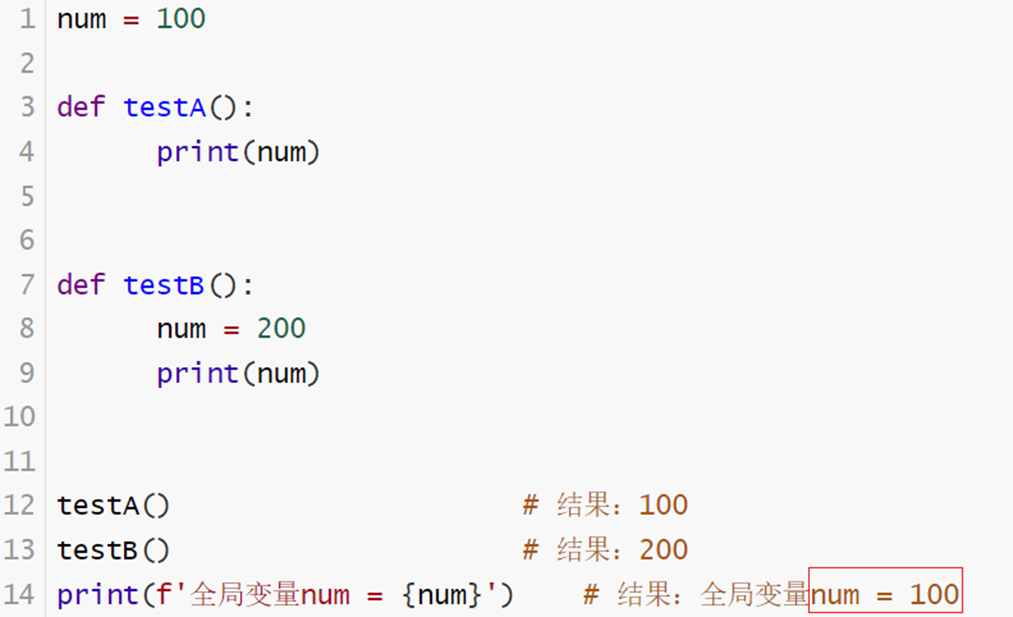 1 num = 100
2
3 def testA():
4 print(num)
5
6
7 def testB():
8 num = 200
9 print(num)
10
11
12 testA() # 结果：100
13 testB() # 结果：200
14 print(f'全局变量num = {num}') # 结果：全局变量num = 100